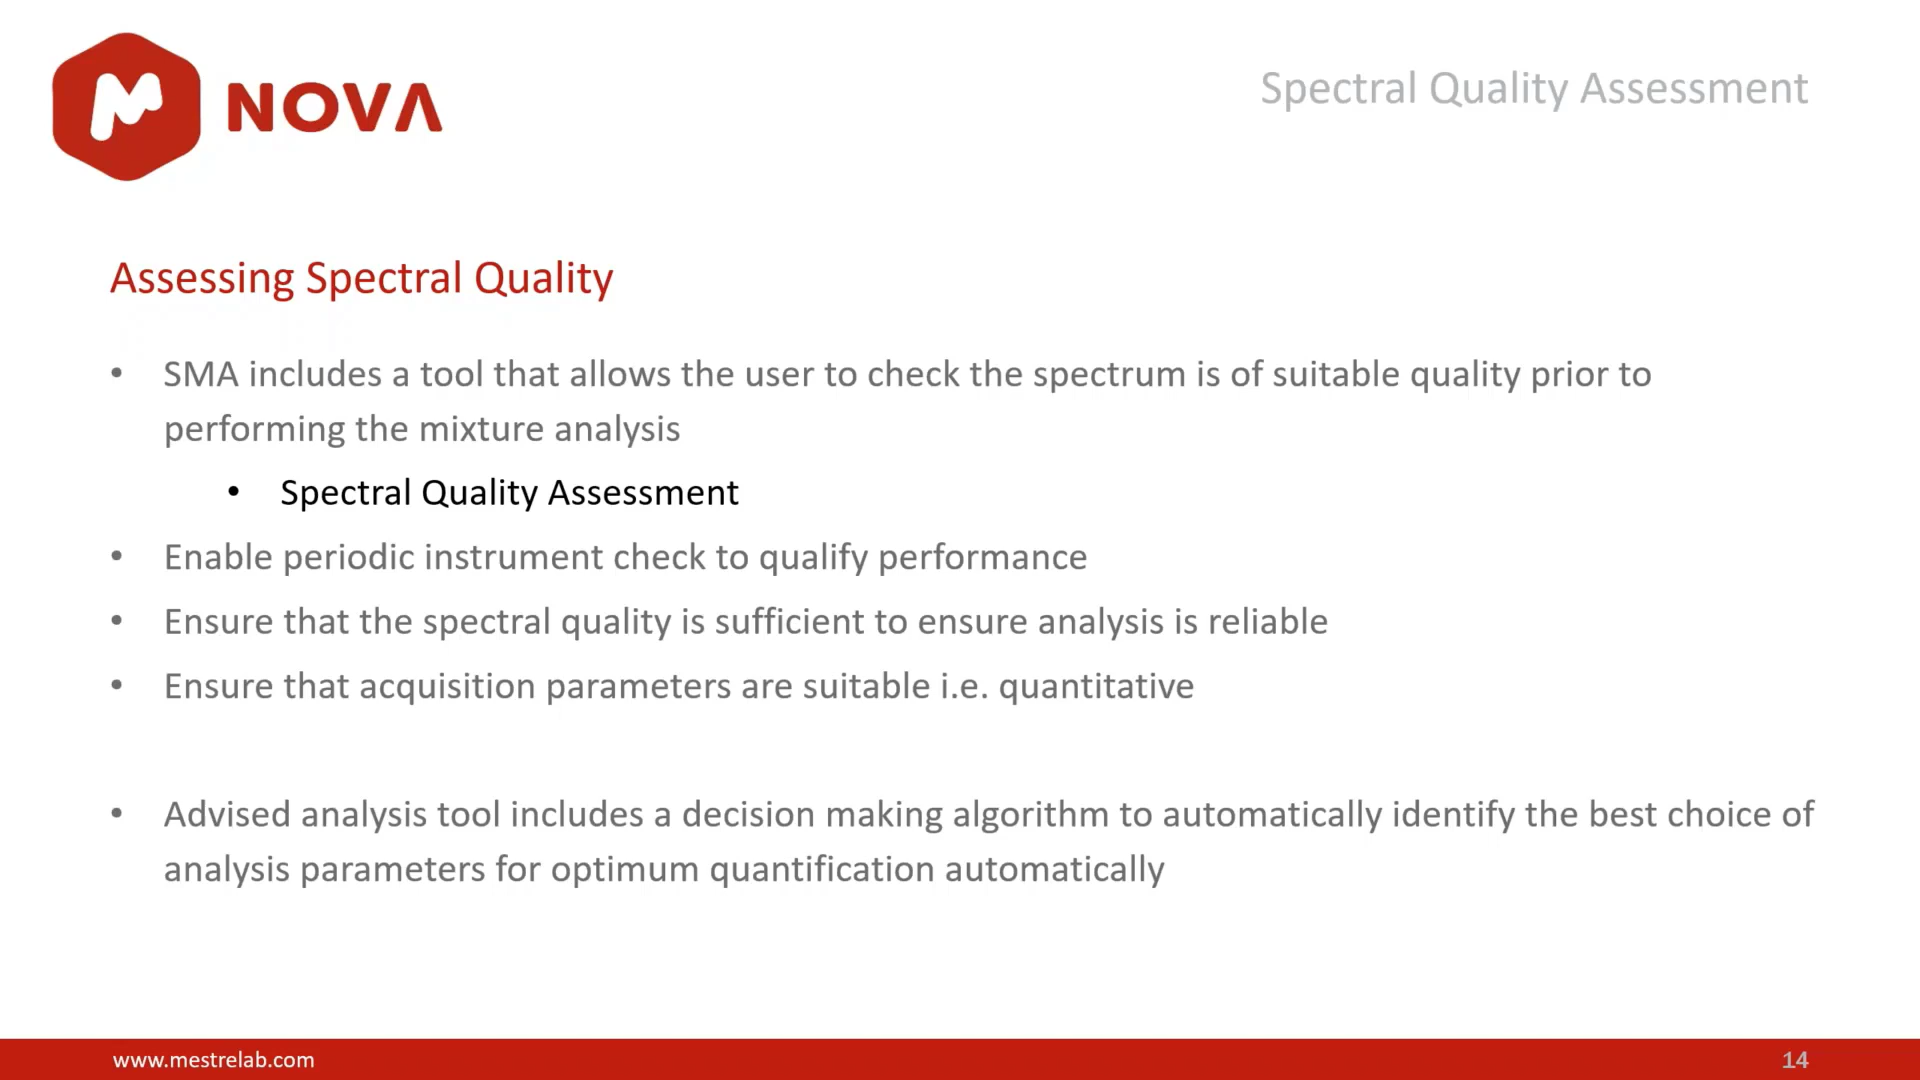 NOVA
Spectral Quality Assessment
Assessing Spectral Quality
• SMA includes a tool that allows the user to check the spectrum is of suitable quality prior to
performing the mixture analysis
• Spectral Quality Assessment
• Enable periodic instrument check to qualify performance
• Ensure that the spectral quality is sufficient to ensure analysis is reliable
• Ensure that acquisition parameters are suitable i.e. quantitative
• Advised analysis tool includes a decision making algorithm to automatically identify the best choice of
analysis parameters for optimum quantification automatically
www.mestrelab.com
14